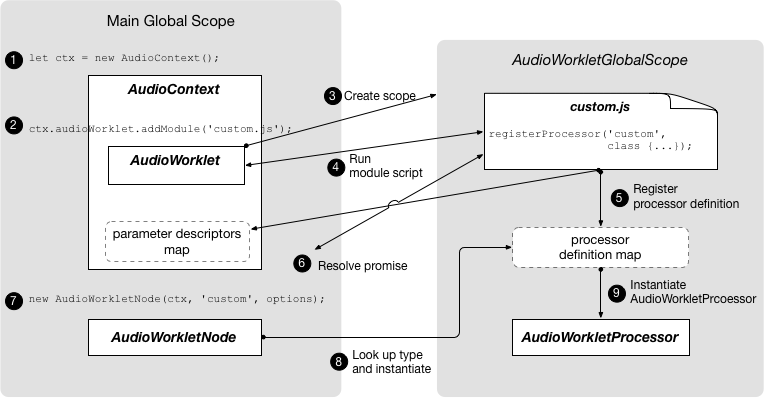 Main Global Scope
AudioWorkletGlobalScope
1 let ctx = new AudioContext();
AudioContext
3 Create scope
custom.js
2 ctx.audioWorklet.addModule('custom.js');
registerProcessor('custom',
class {...});
AudioWorklet
4 Run
module script
5 Register
processor definition
parameter descriptors
map
processor
definition map
6 Resolve promise
7 new AudioWorkletNode(ctx, 'custom', options);
9 Instantiate
AudioWorkletPrcoessor
AudioWorkletNode
AudioWorkletProcessor
8 Look up type
and instantiate